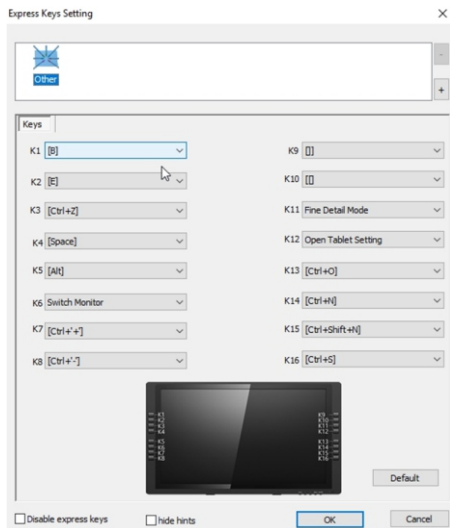 Express Keys Setting
Other
-
+
Keys
K1 [B]
K2 [E]
K3 [Ctrl+Z]
K4 [Space]
K5 [Alt]
K6 Switch Monitor
K7 [Ctrl+'+']
K8 [Ctrl+'-']
K9 []]
K10 [[]
K11 Fine Detail Mode
K12 Open Tablet Setting
K13 [Ctrl+O]
K14 [Ctrl+N]
K15 [Ctrl+Shift+N]
K16 [Ctrl+S]
Default
Disable express keys
hide hints
OK
Cancel